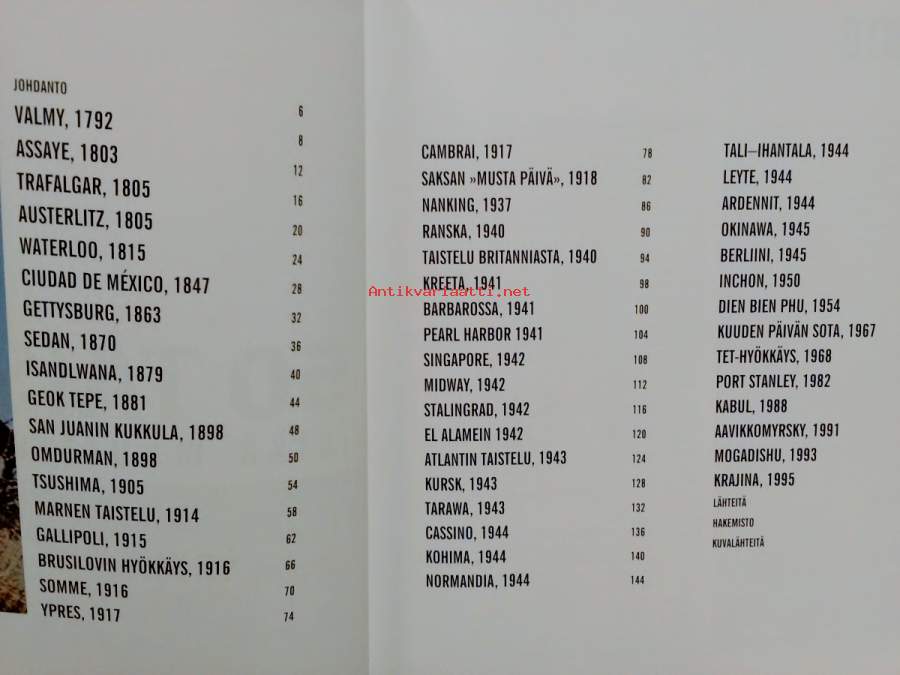 JOHDANTO 6
VALMY, 1792 8
ASSAYE, 1803 12
TRAFALGAR, 1805 16
AUSTERLITZ, 1805 20
WATERLOO, 1815 24
CIUDAD DE MÉXICO, 1847 28
GETTYSBURG, 1863 32
SEDAN, 1870 36
ISANDLWANA, 1879 40
GEOK TEPE, 1881 44
SAN JUANIN KUKKULA, 1898 48
OMDURMAN, 1898 50
TSUSHIMA, 1905 54
MARNEN TAISTELU, 1914 58
GALLIPOLI, 1915 62
BRUSILOVIN HYÖKKÄYS, 1916 66
SOMME, 1916 70
YPRES, 1917 74
CAMBRAI, 1917 78
SAKSAN »MUSTA PÄIVÄ», 1918 82
NANKING, 1937 86
RANSKA, 1940 90
TAISTELU BRITANNIASTA, 1940 94
KREETA, 1941 98
Antikvariaatti.net
BARBAROSSA, 1941 100
PEARL HARBOR 1941 104
SINGAPORE, 1942 108
MIDWAY, 1942 112
STALINGRAD, 1942 116
EL ALAMEIN 1942 120
ATLANTIN TAISTELU, 1943 124
KURSK, 1943 128
TARAWA, 1943 132
CASSINO, 1944 136
KOHIMA, 1944 140
NORMANDIA, 1944 144
TALI–IHANTALA, 1944
LEYTE, 1944
ARDENNIT, 1944
OKINAWA, 1945
BERLIINI, 1945
INCHON, 1950
DIEN BIEN PHU, 1954
KUUDEN PÄIVÄN SOTA, 1967
TET-HYÖKKÄYS, 1968
PORT STANLEY, 1982
KABUL, 1988
AAVIKKOMYRSKY, 1991
MOGADISHU, 1993
KRAJINA, 1995
LÄHTEITÄ
HAKEMISTO
KUVALÄHTEITÄ